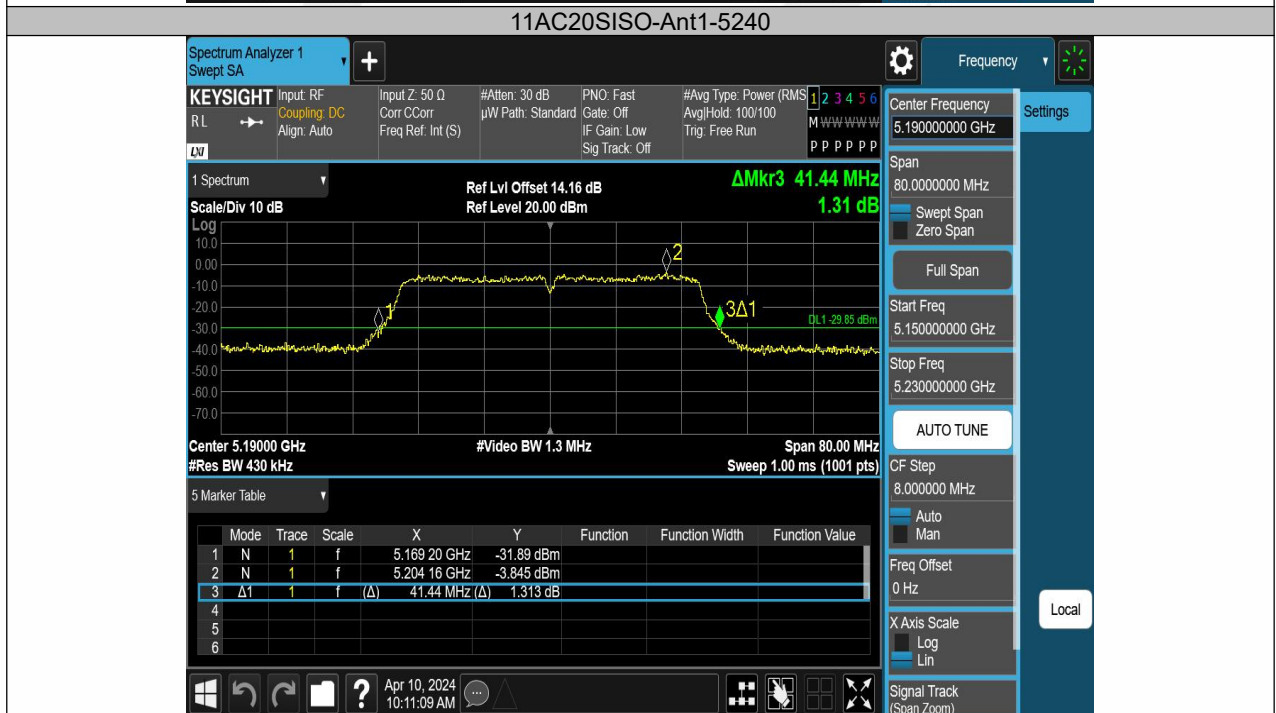 11AC20SISO-Ant1-5240
Spectrum Analyzer 1
Swept SA
+
Frequency
KEYSIGHT
RL
LXI
Input: RF
Coupling: DC
Align: Auto
Input Z: 50 Ω
Corr CCorr
Freq Ref: Int (S)
#Atten: 30 dB
µW Path: Standard
PNO: Fast
Gate: Off
IF Gain: Low
Sig Track: Off
#Avg Type: Power (RMS
Avg|Hold: 100/100
Trig: Free Run
1 2 3 4 5 6
M W W W W W
P P P P P P
1 Spectrum
Scale/Div 10 dB
Ref Lvl Offset 14.16 dB
Ref Level 20.00 dBm
ΔMkr3 41.44 MHz
1.31 dB
Log
10.0
0.00
-10.0
-20.0
-30.0
-40.0
-50.0
-60.0
-70.0
1
2
3Δ1
DL1 -29.85 dBm
Center 5.19000 GHz
#Video BW 1.3 MHz
Span 80.00 MHz
#Res BW 430 kHz
Sweep 1.00 ms (1001 pts)
5 Marker Table
Mode Trace Scale X Y Function Function Width Function Value
1 N 1 f 5.169 20 GHz -31.89 dBm
2 N 1 f 5.204 16 GHz -3.845 dBm
3 Δ1 1 f (Δ) 41.44 MHz (Δ) 1.313 dB
4
5
6
?
Apr 10, 2024
10:11:09 AM
Center Frequency
5.190000000 GHz
Settings
Span
80.0000000 MHz
Swept Span
Zero Span
Full Span
Start Freq
5.150000000 GHz
Stop Freq
5.230000000 GHz
AUTO TUNE
CF Step
8.000000 MHz
Auto
Man
Freq Offset
0 Hz
X Axis Scale
Log
Lin
Local
Signal Track
(Span Zoom)